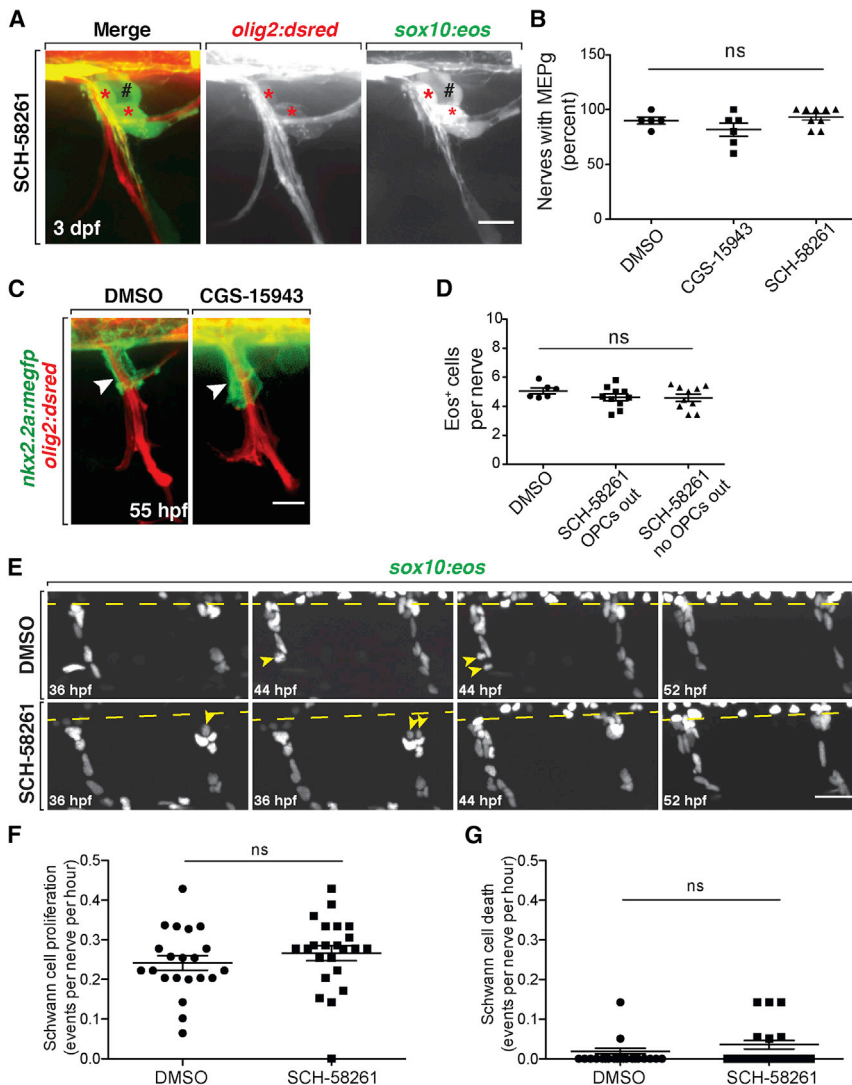 A
Merge
olig2:dsred
sox10:eos
SCH-58261
*
*
#
*
*
#
*
*
3 dpf
B
ns
Nerves with MEPg
(percent)
150
100
50
0
DMSO
CGS-15943
SCH-58261
C
DMSO
CGS-15943
nkx2.2a:megfp
olig2:dsred
55 hpf
D
ns
Eos+ cells
per nerve
10
8
6
4
2
0
DMSO
SCH-58261
OPCs out
SCH-58261
no OPCs out
E
sox10:eos
DMSO
36 hpf
44 hpf
44 hpf
52 hpf
SCH-58261
36 hpf
36 hpf
44 hpf
52 hpf
F
ns
Schwann cell proliferation
(events per nerve per hour)
0.5
0.4
0.3
0.2
0.1
0.0
DMSO
SCH-58261
G
ns
Schwann cell death
(events per nerve per hour)
0.5
0.4
0.3
0.2
0.1
0.0
DMSO
SCH-58261